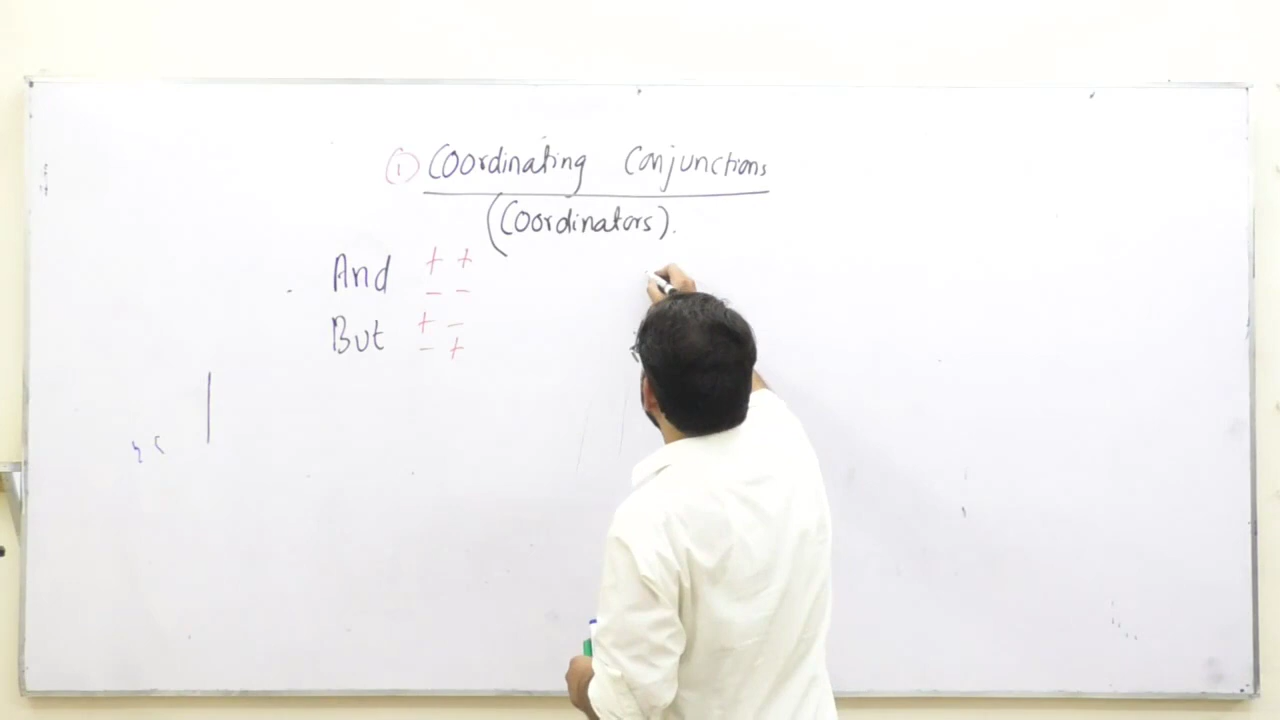 ① Coordinating Conjunctions
(Coordinators).
And + +
– –
But + –
– +